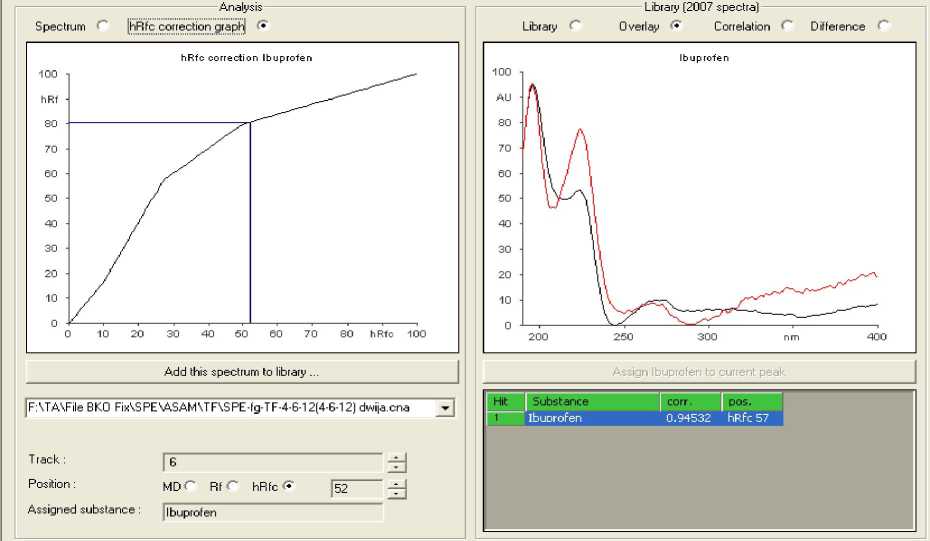 Analysis
Spectrum
hRfc correction graph
hRfc correction Ibuprofen
100
hRf
80
70
60
50
40
30
20
10
0
0 10 20 30 40 50 60 70 80 hRfc 100
Add this spectrum to library ...
F:\TA\File BKO Fix\SPE\ASAM\TF\SPE-fg-TF-4-6-12(4-6-12) dwija.cna
Track : 6
Position : MD Rf hRfc 52
Assigned substance : Ibuprofen
Library (2007 spectra)
Library Overlay Correlation Difference
Ibuprofen
100
AU
80
70
60
50
40
30
20
10
0
200 250 300 nm 400
Assign Ibuprofen to current peak
Hit Substance corr. pos.
1 Ibuprofen 0.94532 hRfc 57